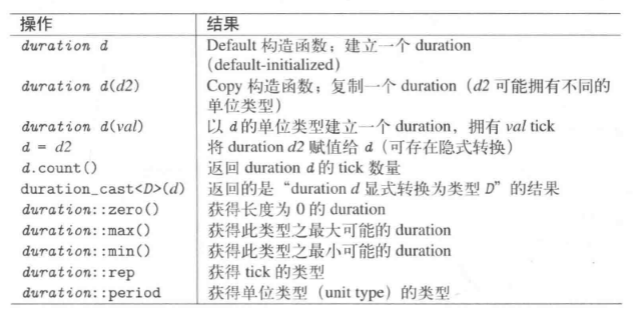 操作 结果
duration d Default 构造函数；建立一个 duration
(default-initialized)
duration d(d2) Copy 构造函数；复制一个 duration（d2 可能拥有不同的
单位类型）
duration d(val) 以 d 的单位类型建立一个 duration，拥有 val tick
d = d2 将 duration d2 赋值给 d（可存在隐式转换）
d.count() 返回 duration d 的 tick 数量
duration_cast<D>(d) 返回的是“duration d 显式转换为类型 D”的结果
duration::zero() 获得长度为 0 的 duration
duration::max() 获得此类型之最大可能的 duration
duration::min() 获得此类型之最小可能的 duration
duration::rep 获得 tick 的类型
duration::period 获得单位类型（unit type）的类型